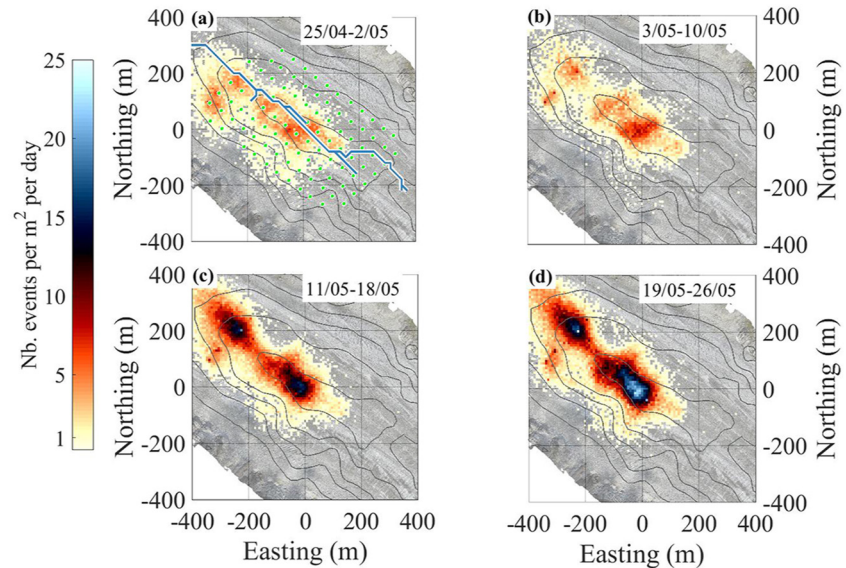 (a)
25/04-2/05
(b)
3/05-10/05
400
200
0
-200
-400
Northing (m)
400
200
0
-200
-400
Northing (m)
25
20
15
10
5
1
Nb. events per m² per day
(c)
11/05-18/05
(d)
19/05-26/05
400
200
0
-200
-400
Northing (m)
400
200
0
-200
-400
Northing (m)
-400 -200 0 200 400
Easting (m)
-400 -200 0 200 400
Easting (m)